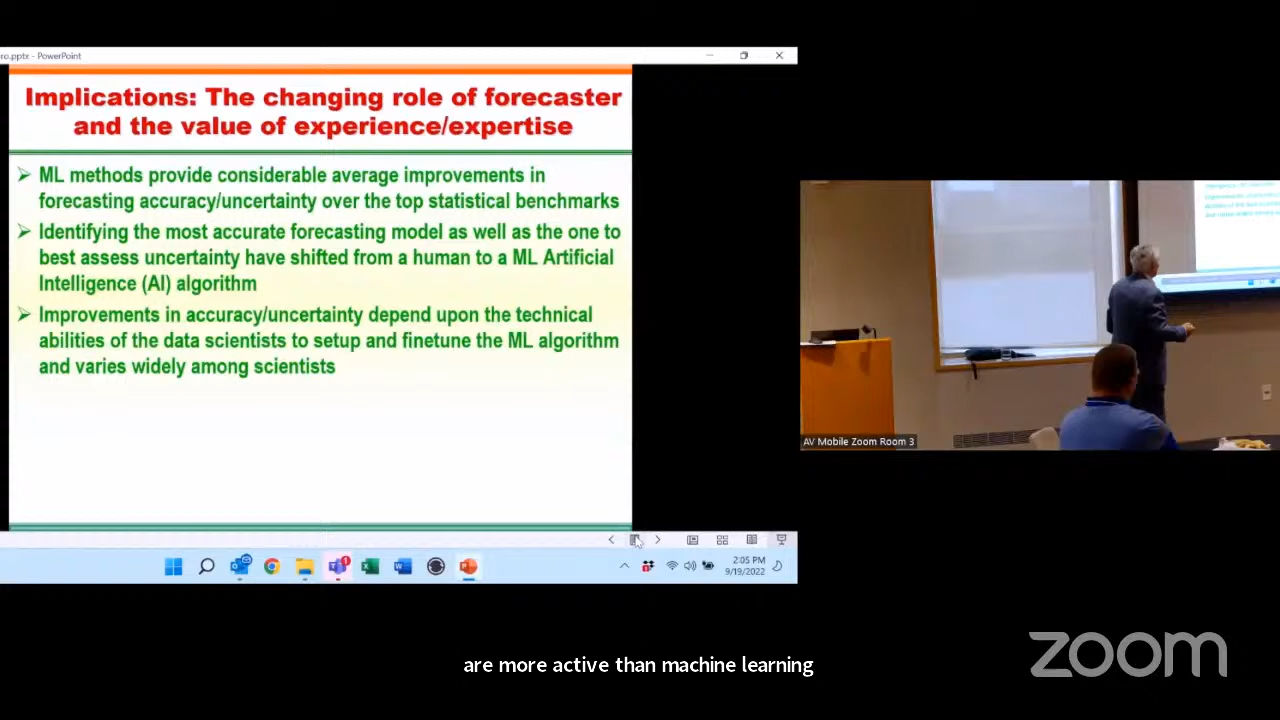 ro.pptx - PowerPoint
Implications: The changing role of forecaster
and the value of experience/expertise
➢ ML methods provide considerable average improvements in
forecasting accuracy/uncertainty over the top statistical benchmarks
➢ Identifying the most accurate forecasting model as well as the one to
best assess uncertainty have shifted from a human to a ML Artificial
Intelligence (AI) algorithm
➢ Improvements in accuracy/uncertainty depend upon the technical
abilities of the data scientists to setup and finetune the ML algorithm
and varies widely among scientists
2:05 PM
9/19/2022
AV Mobile Zoom Room 3
are more active than machine learning
zoom